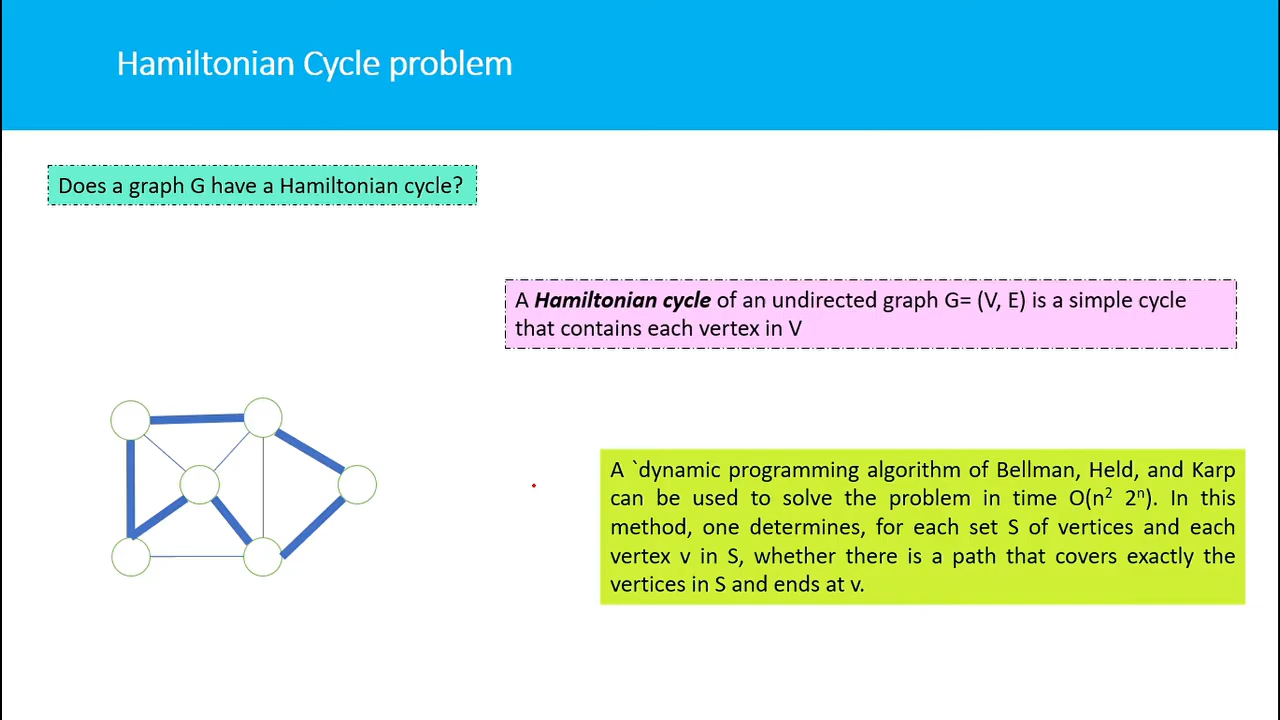 Hamiltonian Cycle problem
Does a graph G have a Hamiltonian cycle?
A Hamiltonian cycle of an undirected graph G= (V, E) is a simple cycle
that contains each vertex in V
A `dynamic programming algorithm of Bellman, Held, and Karp
can be used to solve the problem in time O(n² 2ⁿ). In this
method, one determines, for each set S of vertices and each
vertex v in S, whether there is a path that covers exactly the
vertices in S and ends at v.